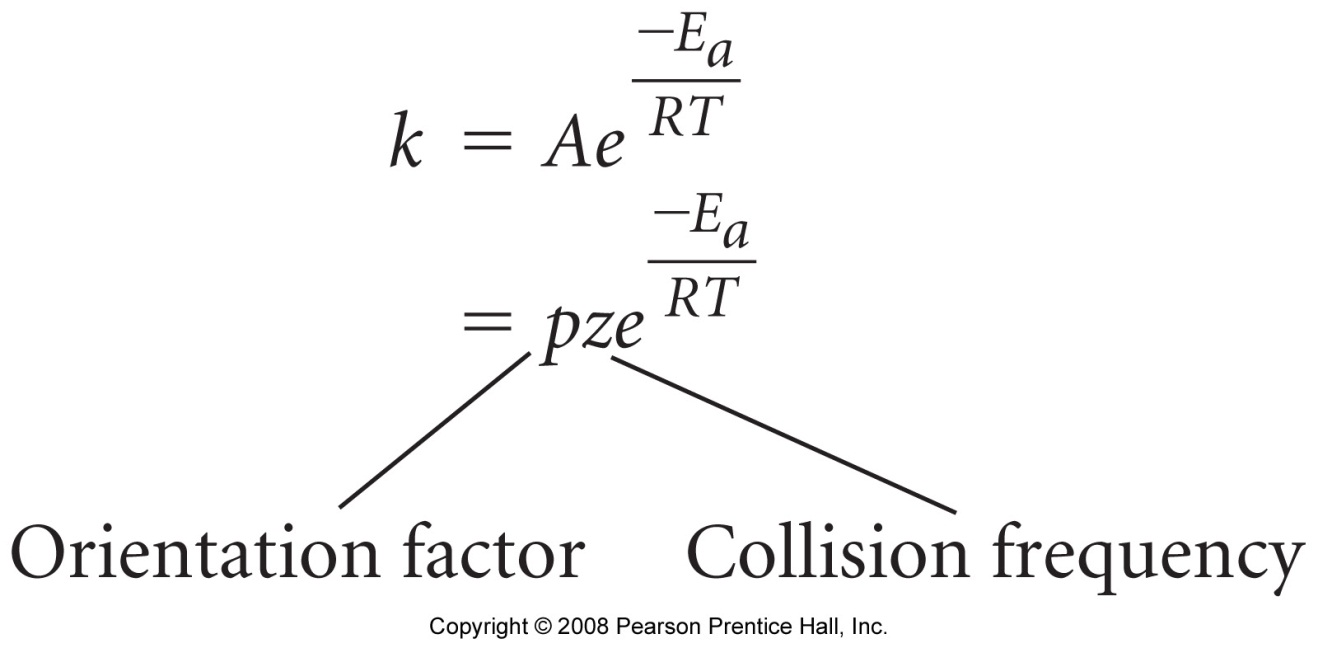 k = Ae^(−Ea/RT)
= pze^(−Ea/RT)
Orientation factor Collision frequency
Copyright © 2008 Pearson Prentice Hall, Inc.